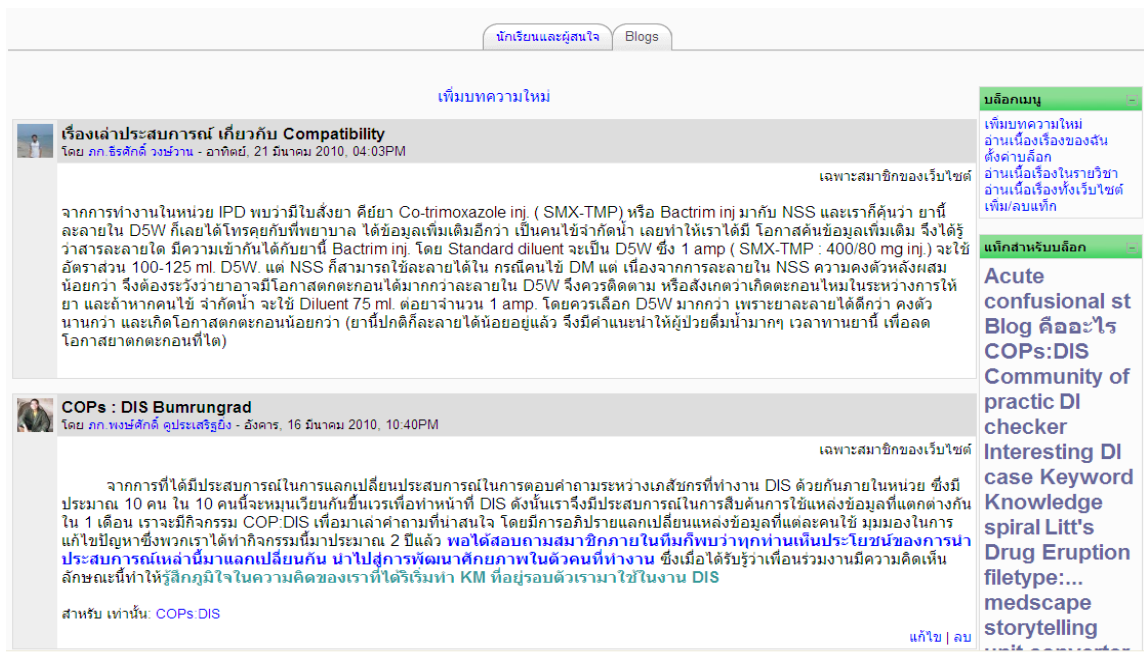 นักเรียนและผู้สนใจ
Blogs
เพิ่มบทความใหม่
เรื่องเล่าประสบการณ์ เกี่ยวกับ Compatibility
โดย ภก.ธีรศักดิ์ วงษ์วาน - อาทิตย์, 21 มีนาคม 2010, 04:03PM
เฉพาะสมาชิกของเว็บไซต์
จากการทำงานในหน่วย IPD พบว่ามีใบสั่งยา คีย์ยา Co-trimoxazole inj. ( SMX-TMP) หรือ Bactrim inj มากับ NSS และเราก็คุ้นว่า ยานี้
ละลายใน D5W ก็เลยได้โทรคุยกับพี่พยาบาล ได้ข้อมูลเพิ่มเติมอีกว่า เป็นคนไข้จำกัดน้ำ เลยทำให้เราได้มี โอกาสค้นข้อมูลเพิ่มเติม จึงได้รู้
ว่าสารละลายใด มีความเข้ากันได้กับยานี้ Bactrim inj. โดย Standard diluent จะเป็น D5W ซึ่ง 1 amp ( SMX-TMP : 400/80 mg inj.) จะใช้
อัตราส่วน 100-125 ml. D5W. แต่ NSS ก็สามารถใช้ละลายได้ใน กรณีคนไข้ DM แต่ เนื่องจากการละลายใน NSS ความคงตัวหลังผสม
น้อยกว่า จึงต้องระวังว่ายาอาจมีโอกาสตกตะกอนได้มากกว่าละลายใน D5W จึงควรติดตาม หรือสังเกตว่าเกิดตะกอนไหมในระหว่างการให้
ยา และถ้าหากคนไข้ จำกัดน้ำ จะใช้ Diluent 75 ml. ต่อยาจำนวน 1 amp. โดยควรเลือก D5W มากกว่า เพราะยาละลายได้ดีกว่า คงตัว
นานกว่า และเกิดโอกาสตกตะกอนน้อยกว่า (ยานี้ปกติก็ละลายได้น้อยอยู่แล้ว จึงมีคำแนะนำให้ผู้ป่วยดื่มน้ำมากๆ เวลาทานยานี้ เพื่อลด
โอกาสยาตกตะกอนที่ไต)
COPs : DIS Bumrungrad
โดย ภก.พงษ์ศักดิ์ คูประเสริฐยิ่ง - อังคาร, 16 มีนาคม 2010, 10:40PM
เฉพาะสมาชิกของเว็บไซต์
จากการที่ได้มีประสบการณ์ในการแลกเปลี่ยนประสบการณ์ในการตอบคำถามระหว่างเภสัชกรที่ทำงาน DIS ด้วยกันภายในหน่วย ซึ่งมี
ประมาณ 10 คน ใน 10 คนนี้จะหมุนเวียนกันขึ้นเวรเพื่อทำหน้าที่ DIS ดังนั้นเราจึงมีประสบการณ์ในการสืบค้นการใช้แหล่งข้อมูลที่แตกต่างกัน
ใน 1 เดือน เราจะมีกิจกรรม COP:DIS เพื่อมาเล่าคำถามที่น่าสนใจ โดยมีการอภิปรายแลกเปลี่ยนแหล่งข้อมูลที่แต่ละคนใช้ มุมมองในการ
แก้ไขปัญหาซึ่งพวกเราได้ทำกิจกรรมนี้มาประมาณ 2 ปีแล้ว พอได้สอบถามสมาชิกภายในทีมก็พบว่าทุกท่านเห็นประโยชน์ของการนำ
ประสบการณ์เหล่านี้มาแลกเปลี่ยนกัน นำไปสู่การพัฒนาศักยภาพในตัวคนที่ทำงาน ซึ่งเมื่อได้รับรู้ว่าเพื่อนร่วมงานมีความคิดเห็น
ลักษณะนี้ทำให้รู้สึกภูมิใจในความคิดของเราที่ได้ริเริ่มทำ KM ที่อยู่รอบตัวเรามาใช้ในงาน DIS
สำหรับ เท่านั้น: COPs:DIS
แก้ไข | ลบ
บล็อกเมนู
เพิ่มบทความใหม่
อ่านเนื้องเรื่องของฉัน
ตั้งค่าบล็อก
อ่านเนื้อเรื่องในรายวิชา
อ่านเนื้อเรื่องทั้งเว็บไซต์
เพิ่ม/ลบแท็ก
แท็กสำหรับบล็อก
Acute
confusional st
Blog คืออะไร
COPs:DIS
Community of
practic DI
checker
Interesting DI
case Keyword
Knowledge
spiral Litt's
Drug Eruption
filetype:...
medscape
storytelling
unit converter